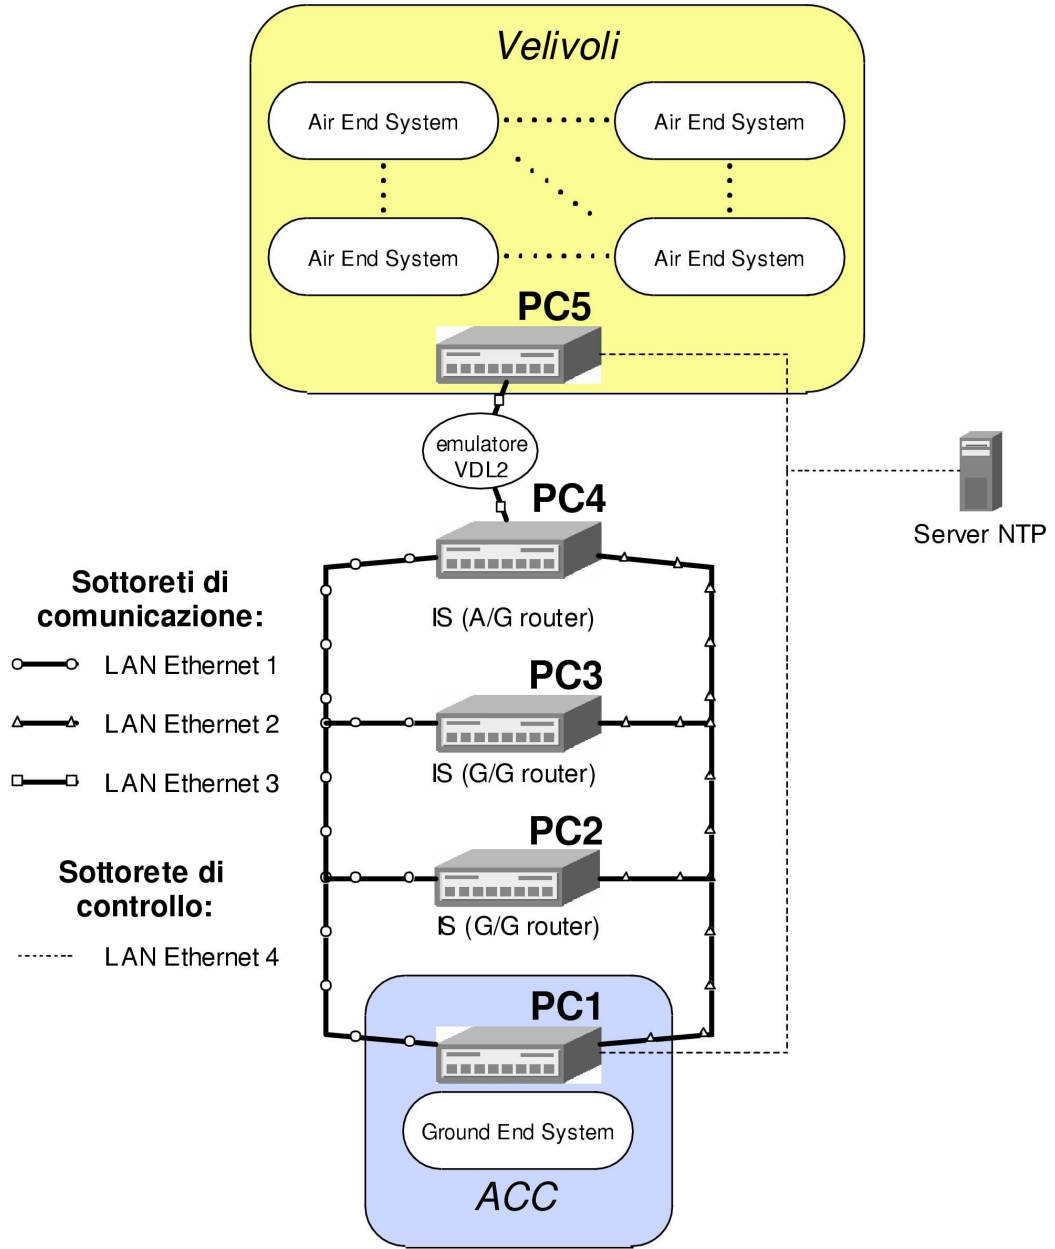 Velivoli
Air End System
Air End System
Air End System
Air End System
PC5
emulatore
VDL2
PC4
Server NTP
IS (A/G router)
Sottoreti di
comunicazione:
LAN Ethernet 1
LAN Ethernet 2
LAN Ethernet 3
PC3
IS (G/G router)
PC2
IS (G/G router)
Sottorete di
controllo:
LAN Ethernet 4
PC1
Ground End System
ACC